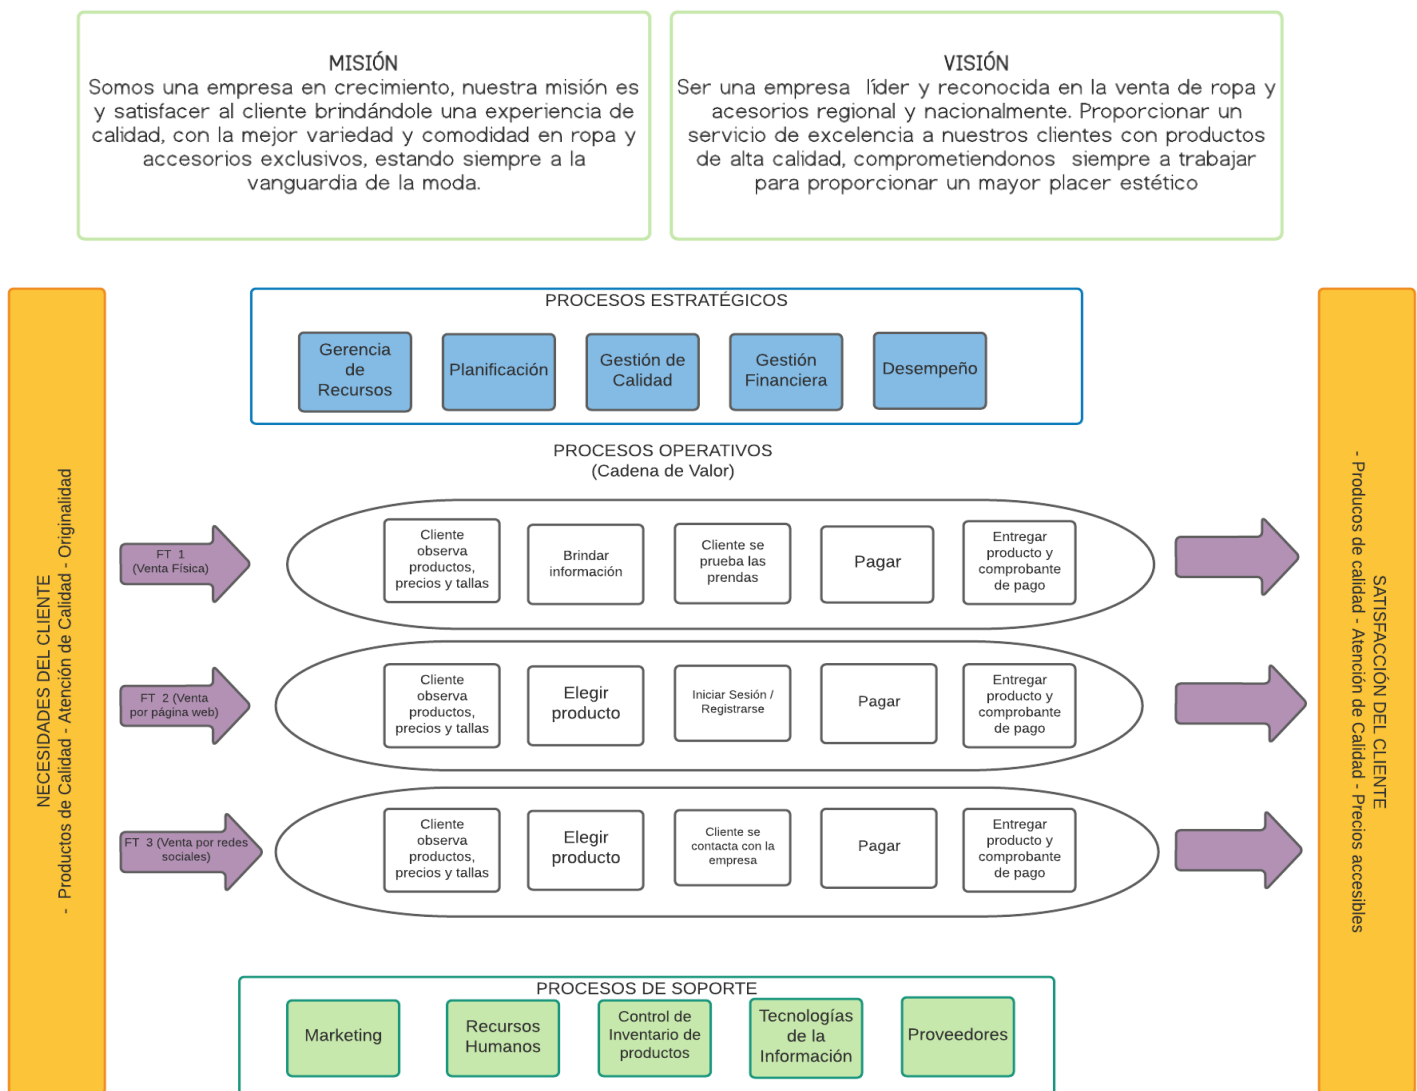 MISIÓN
Somos una empresa en crecimiento, nuestra misión es
y satisfacer al cliente brindándole una experiencia de
calidad, con la mejor variedad y comodidad en ropa y
accesorios exclusivos, estando siempre a la
vanguardia de la moda.
VISIÓN
Ser una empresa líder y reconocida en la venta de ropa y
acesorios regional y nacionalmente. Proporcionar un
servicio de excelencia a nuestros clientes con productos
de alta calidad, comprometiendonos siempre a trabajar
para proporcionar un mayor placer estético
NECESIDADES DEL CLIENTE
- Productos de Calidad - Atención de Calidad - Originalidad
PROCESOS ESTRATÉGICOS
Gerencia
de
Recursos
Planificación
Gestión de
Calidad
Gestión
Financiera
Desempeño
PROCESOS OPERATIVOS
(Cadena de Valor)
FT 1
(Venta Física)
Cliente
observa
productos,
precios y tallas
Brindar
información
Cliente se
prueba las
prendas
Pagar
Entregar
producto y
comprobante
de pago
FT 2 (Venta
por página web)
Cliente
observa
productos,
precios y tallas
Elegir
producto
Iniciar Sesión /
Registrarse
Pagar
Entregar
producto y
comprobante
de pago
FT 3 (Venta por redes
sociales)
Cliente
observa
productos,
precios y tallas
Elegir
producto
Cliente se
contacta con la
empresa
Pagar
Entregar
producto y
comprobante
de pago
PROCESOS DE SOPORTE
Marketing
Recursos
Humanos
Control de
Inventario de
productos
Tecnologías
de la
Información
Proveedores
SATISFACCIÓN DEL CLIENTE
- Producos de calidad - Atención de Calidad - Precios accesibles